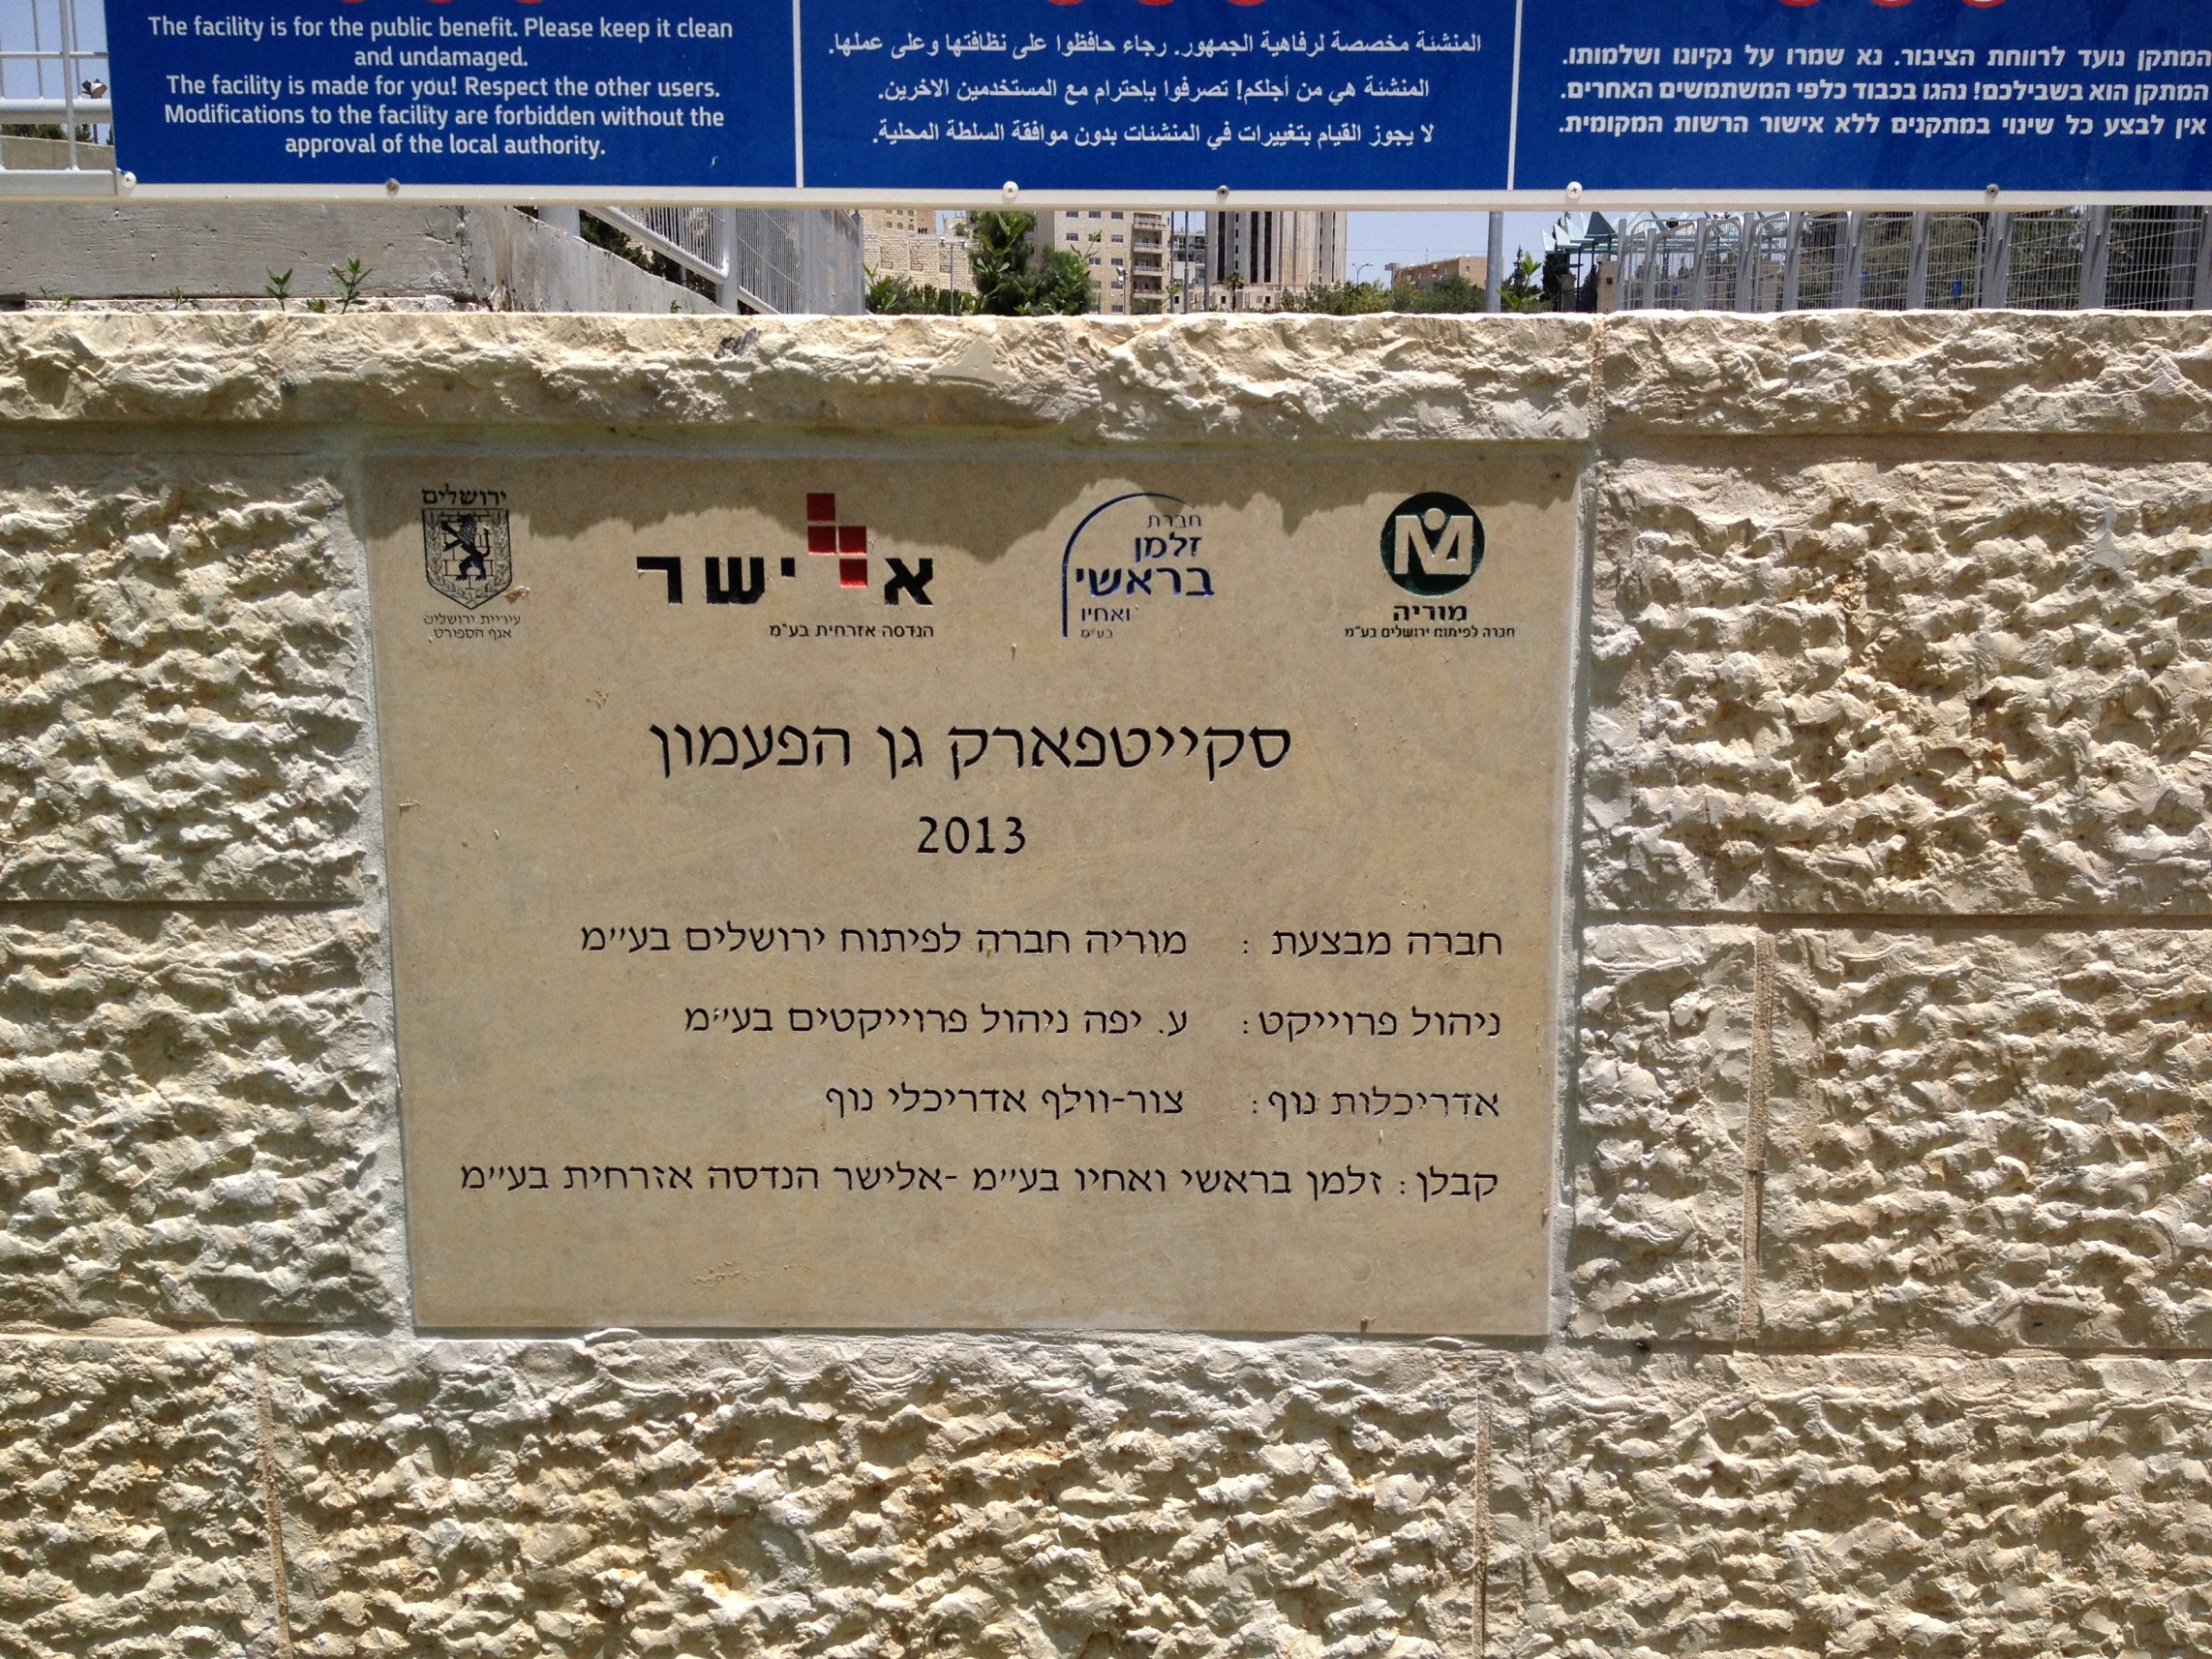 The facility is for the public benefit. Please keep it clean
and undamaged.
The facility is made for you! Respect the other users.
Modifications to the facility are forbidden without the
approval of the local authority.
المنشئة مخصصة لرفاهية الجمهور. رجاء حافظوا على نظافتها وعلى عملها.
المنشئة هي من أجلكم! تصرفوا بإحترام مع المستخدمين الاخرين.
لا يجوز القيام بتغييرات في المنشئات بدون موافقة السلطة المحلية.
המתקן נועד לרווחת הציבור. נא שמרו על נקיונו ושלמותו.
המתקן הוא בשבילכם! נהגו בכבוד כלפי המשתמשים האחרים.
אין לבצע כל שינוי במתקנים ללא אישור הרשות המקומית.
מוריה
חברה לפיתוח ירושלים בע"מ
חברת
זלמן
בראשי
ואחיו
בע"מ
אלישר
הנדסה אזרחית בע"מ
ירושלים
עיריית ירושלים
אגף הספורט
סקייטפארק גן הפעמון
2013
חברה מבצעת : מוריה חברה לפיתוח ירושלים בע"מ
ניהול פרוייקט : ע. יפה ניהול פרוייקטים בע"מ
אדריכלות נוף : צור-וולף אדריכלי נוף
קבלן : זלמן בראשי ואחיו בע"מ -אלישר הנדסה אזרחית בע"מ